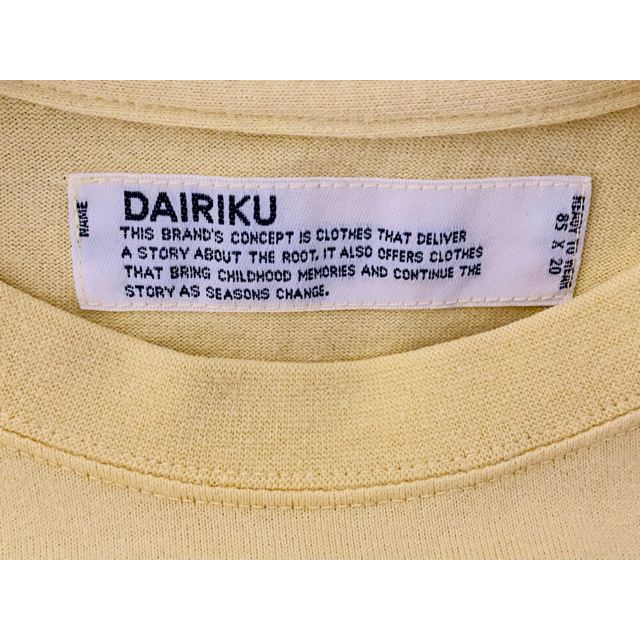 NAME
DAIRIKU
THIS BRAND'S CONCEPT IS CLOTHES THAT DELIVER
A STORY ABOUT THE ROOT. IT ALSO OFFERS CLOTHES
THAT BRING CHILDHOOD MEMORIES AND CONTINUE THE
STORY AS SEASONS CHANGE.
READY TO WEAR
85 X 20